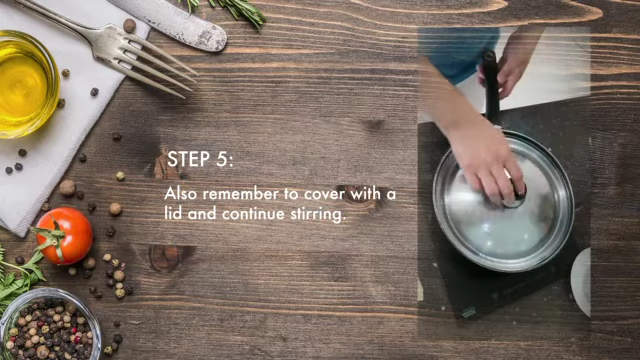 STEP 5:
Also remember to cover with a
lid and continue stirring.